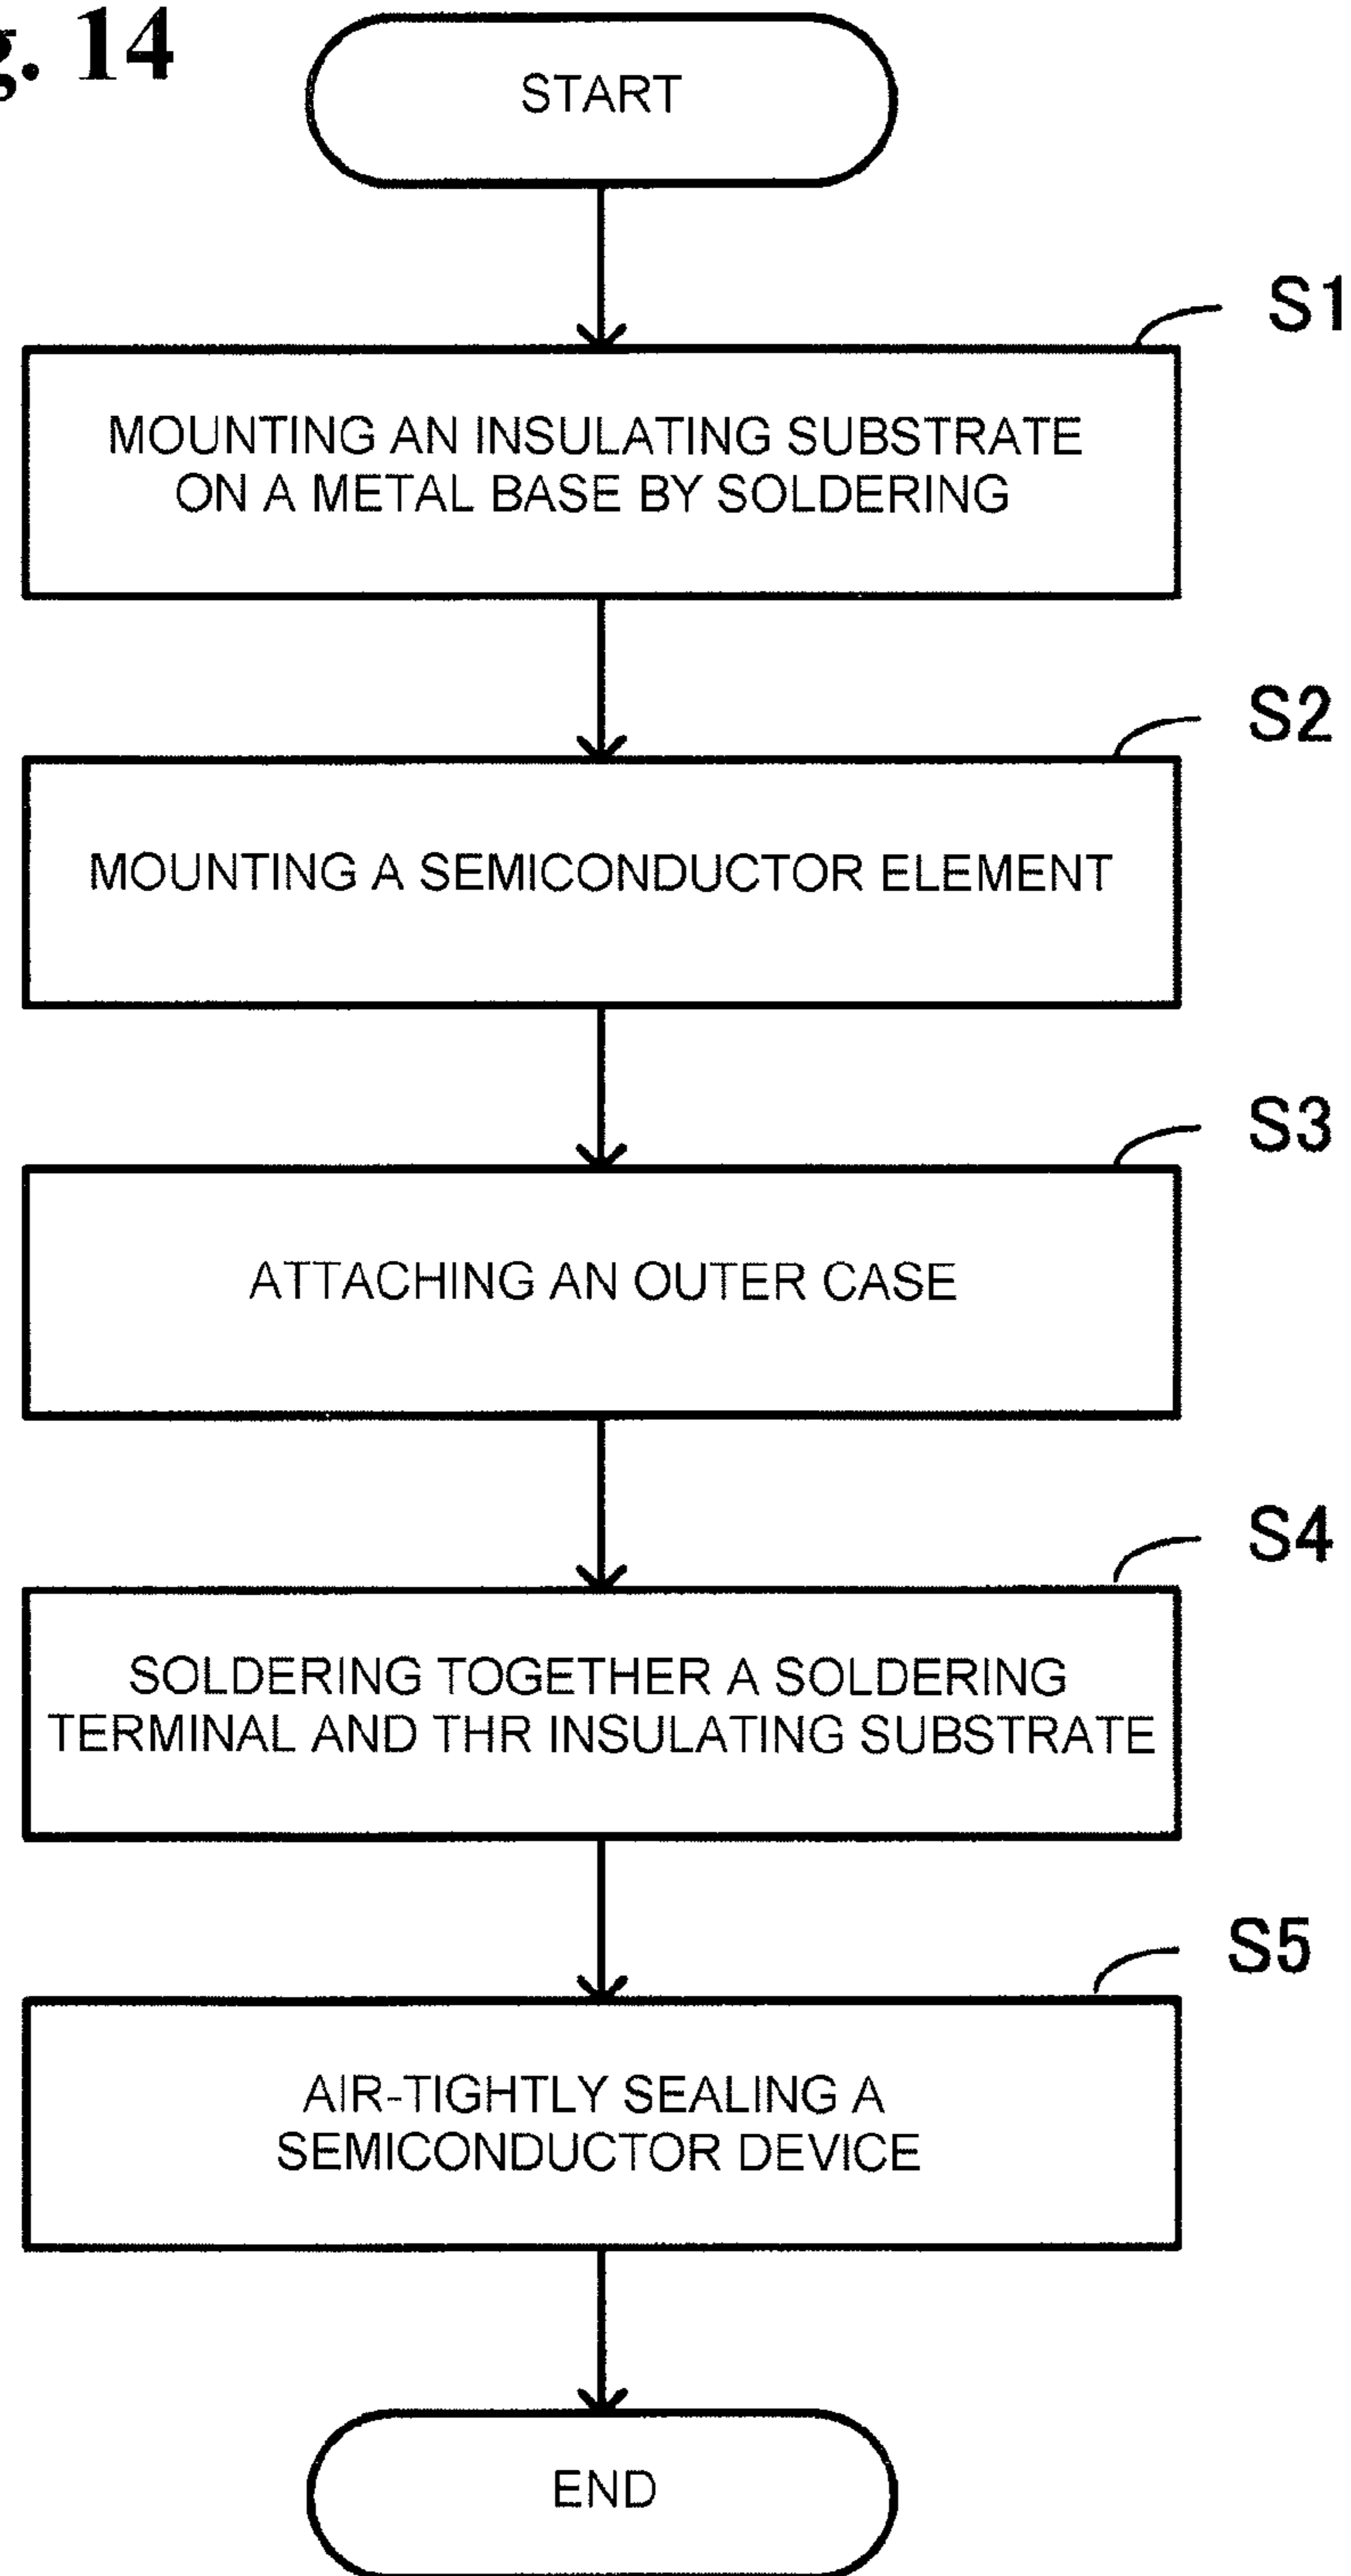 g. 14
START
S1
MOUNTING AN INSULATING SUBSTRATE
ON A METAL BASE BY SOLDERING
S2
MOUNTING A SEMICONDUCTOR ELEMENT
S3
ATTACHING AN OUTER CASE
S4
SOLDERING TOGETHER A SOLDERING
TERMINAL AND THR INSULATING SUBSTRATE
S5
AIR-TIGHTLY SEALING A
SEMICONDUCTOR DEVICE
END